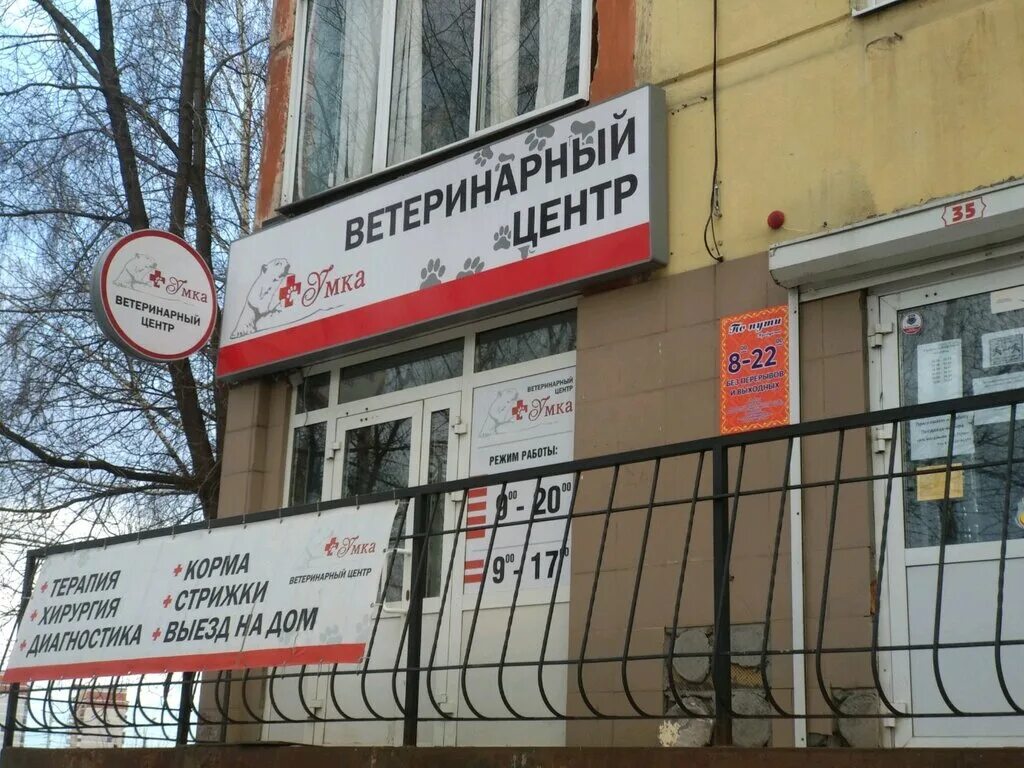 ВЕТЕРИНАРНЫЙ
ЦЕНТР
Умка
Умка
ВЕТЕРИНАРНЫЙ
ЦЕНТР
35
По пути
8-22
БЕЗ ПЕРЕРЫВОВ
И ВЫХОДНЫХ
ВЕТЕРИНАРНЫЙ
ЦЕНТР
Умка
РЕЖИМ РАБОТЫ:
9⁰⁰ - 20⁰⁰
9⁰⁰ - 17⁰⁰
Умка
ВЕТЕРИНАРНЫЙ ЦЕНТР
ТЕРАПИЯ
ХИРУРГИЯ
ДИАГНОСТИКА
КОРМА
СТРИЖКИ
ВЫЕЗД НА ДОМ